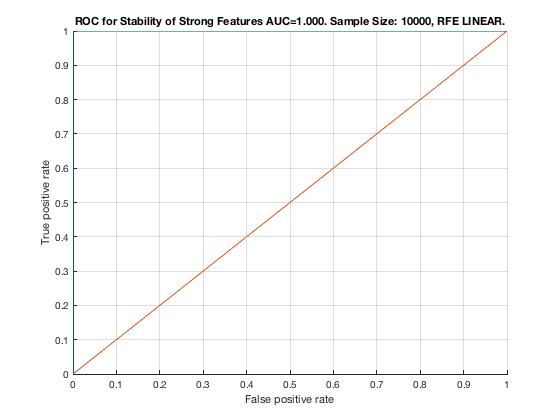 ROC for Stability of Strong Features AUC=1.000. Sample Size: 10000, RFE LINEAR.
1
0.9
0.8
0.7
0.6
0.5
0.4
0.3
0.2
0.1
0
True positive rate
0 0.1 0.2 0.3 0.4 0.5 0.6 0.7 0.8 0.9 1
False positive rate